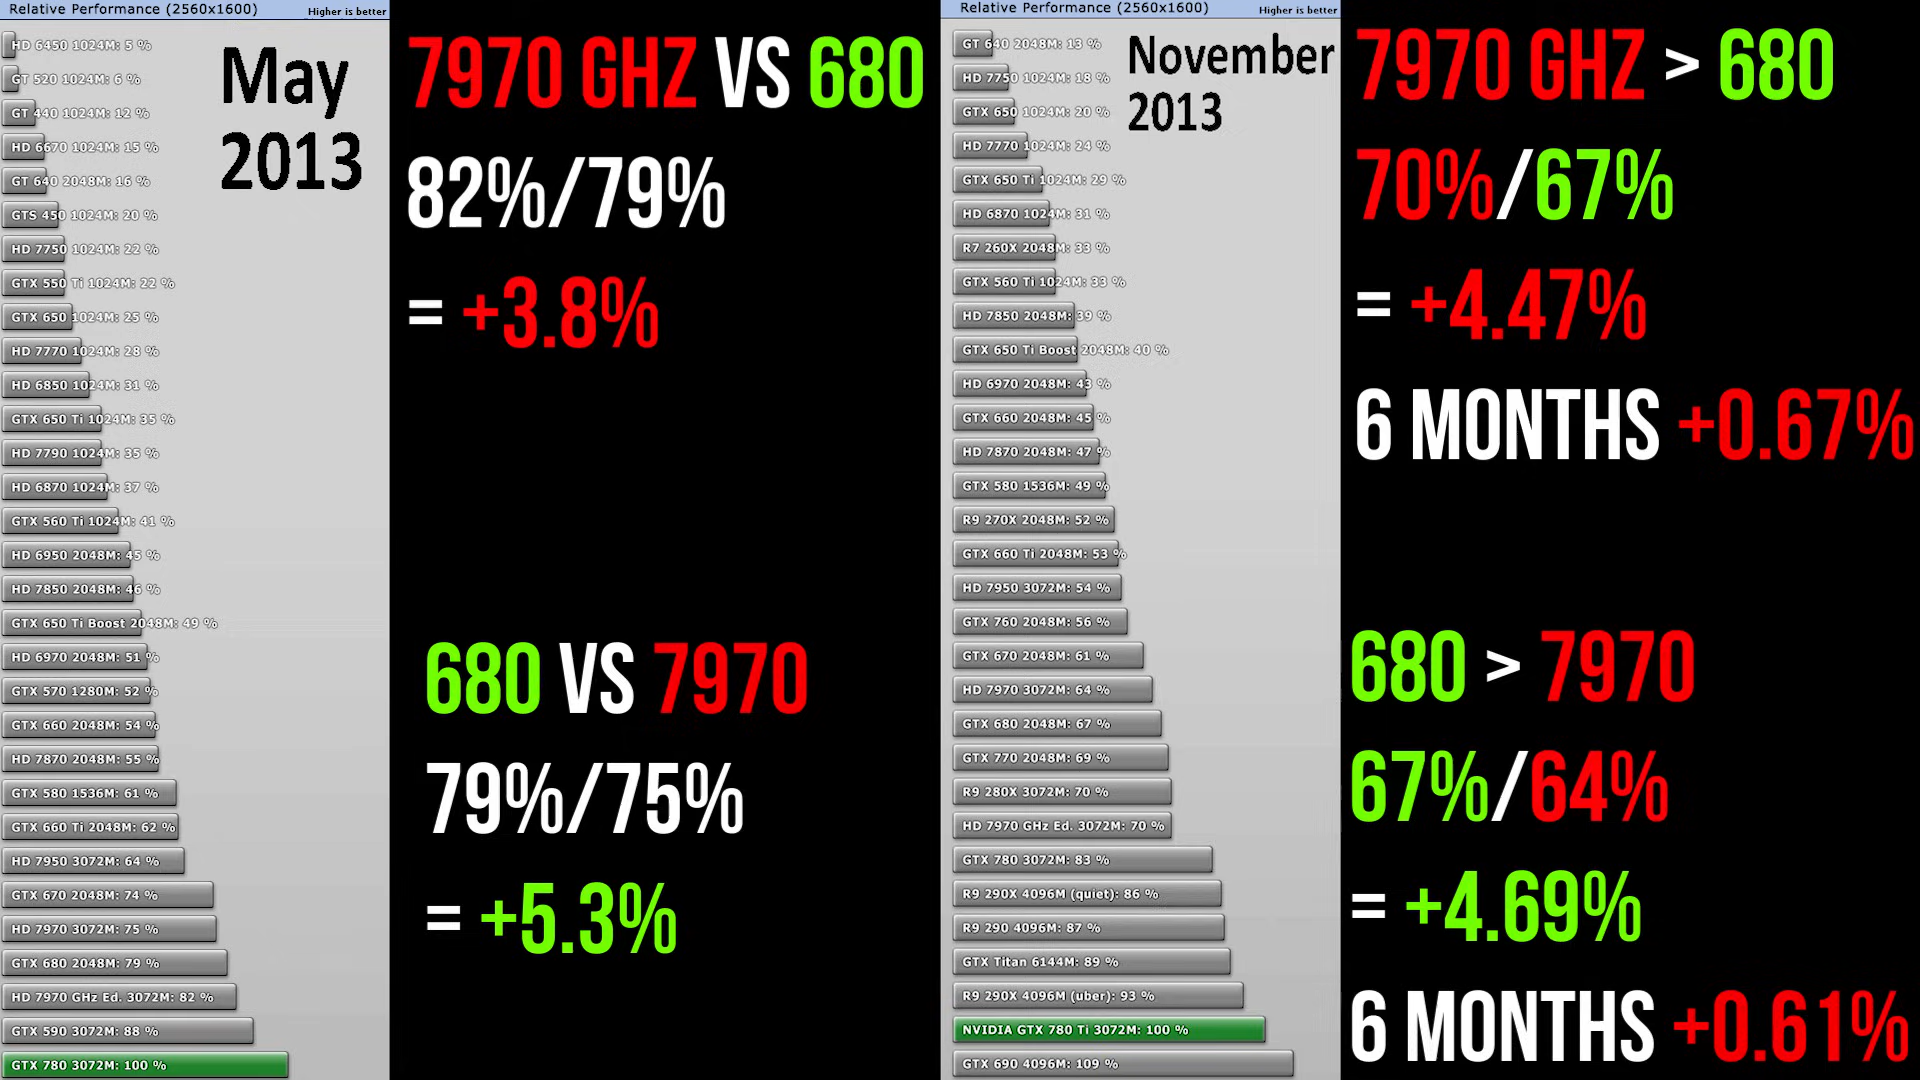 Relative Performance (2560x1600)
Higher is better
May
2013
HD 6450 1024M: 5 %
GT 520 1024M: 6 %
GT 440 1024M: 12 %
HD 6670 1024M: 15 %
GT 640 2048M: 16 %
GTS 450 1024M: 20 %
HD 7750 1024M: 22 %
GTX 550 Ti 1024M: 22 %
GTX 650 1024M: 25 %
HD 7770 1024M: 28 %
HD 6850 1024M: 31 %
GTX 650 Ti 1024M: 35 %
HD 7790 1024M: 35 %
HD 6870 1024M: 37 %
GTX 560 Ti 1024M: 41 %
HD 6950 2048M: 45 %
HD 7850 2048M: 46 %
GTX 650 Ti Boost 2048M: 49 %
HD 6970 2048M: 51 %
GTX 570 1280M: 52 %
GTX 660 2048M: 54 %
HD 7870 2048M: 55 %
GTX 580 1536M: 61 %
GTX 660 Ti 2048M: 62 %
HD 7950 3072M: 64 %
GTX 670 2048M: 74 %
HD 7970 3072M: 75 %
GTX 680 2048M: 79 %
HD 7970 GHz Ed. 3072M: 82 %
GTX 590 3072M: 88 %
GTX 780 3072M: 100 %
7970 GHZ VS 680
82%/79%
= +3.8%
680 VS 7970
79%/75%
= +5.3%
Relative Performance (2560x1600)
Higher is better
November
2013
GT 640 2048M: 13 %
HD 7750 1024M: 18 %
GTX 650 1024M: 20 %
HD 7770 1024M: 24 %
GTX 650 Ti 1024M: 29 %
HD 6870 1024M: 31 %
R7 260X 2048M: 33 %
GTX 560 Ti 1024M: 33 %
HD 7850 2048M: 39 %
GTX 650 Ti Boost 2048M: 40 %
HD 6970 2048M: 43 %
GTX 660 2048M: 45 %
HD 7870 2048M: 47 %
GTX 580 1536M: 49 %
R9 270X 2048M: 52 %
GTX 660 Ti 2048M: 53 %
HD 7950 3072M: 54 %
GTX 760 2048M: 56 %
GTX 670 2048M: 61 %
HD 7970 3072M: 64 %
GTX 680 2048M: 67 %
GTX 770 2048M: 69 %
R9 280X 3072M: 70 %
HD 7970 GHz Ed. 3072M: 70 %
GTX 780 3072M: 83 %
R9 290X 4096M (quiet): 86 %
R9 290 4096M: 87 %
GTX Titan 6144M: 89 %
R9 290X 4096M (uber): 93 %
NVIDIA GTX 780 Ti 3072M: 100 %
GTX 690 4096M: 109 %
7970 GHZ > 680
70%/67%
= +4.47%
6 MONTHS +0.67%
680 > 7970
67%/64%
= +4.69%
6 MONTHS +0.61%